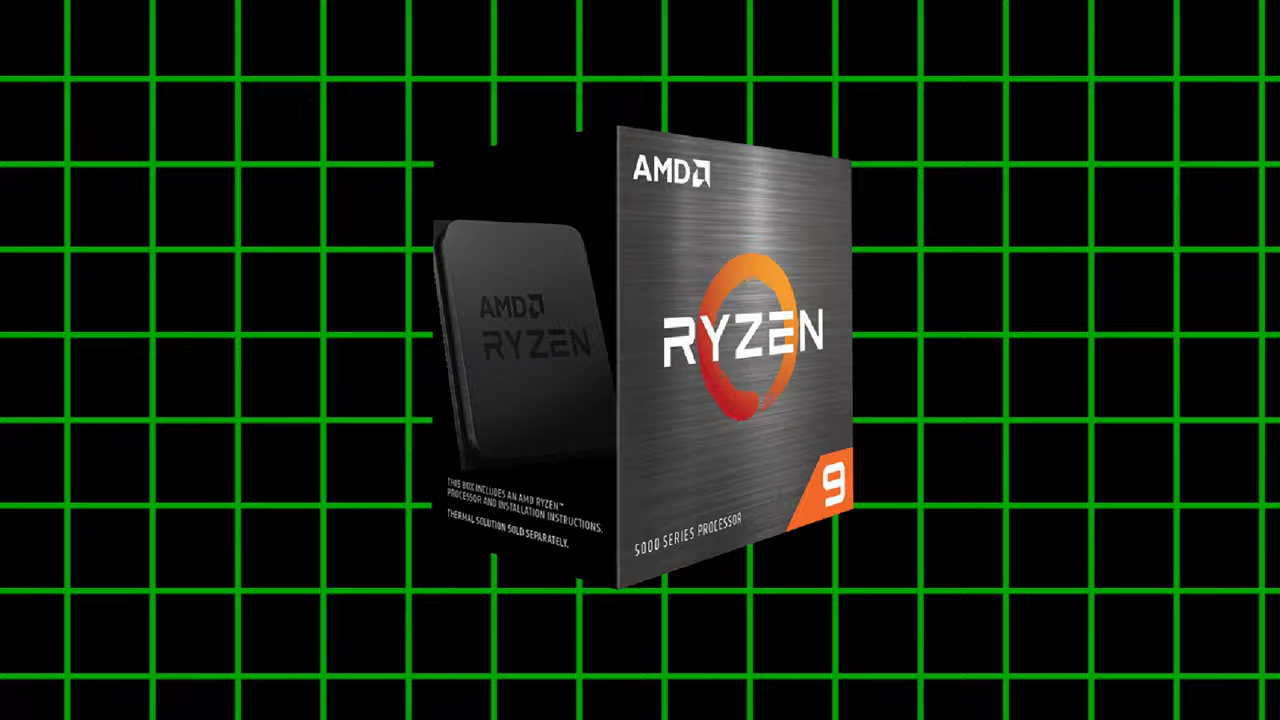 AMD
RYZEN
THIS BOX INCLUDES AN AMD RYZEN™
PROCESSOR AND INSTALLATION INSTRUCTIONS.
THERMAL SOLUTION SOLD SEPARATELY.
AMD
RYZEN
9
5000 SERIES PROCESSOR